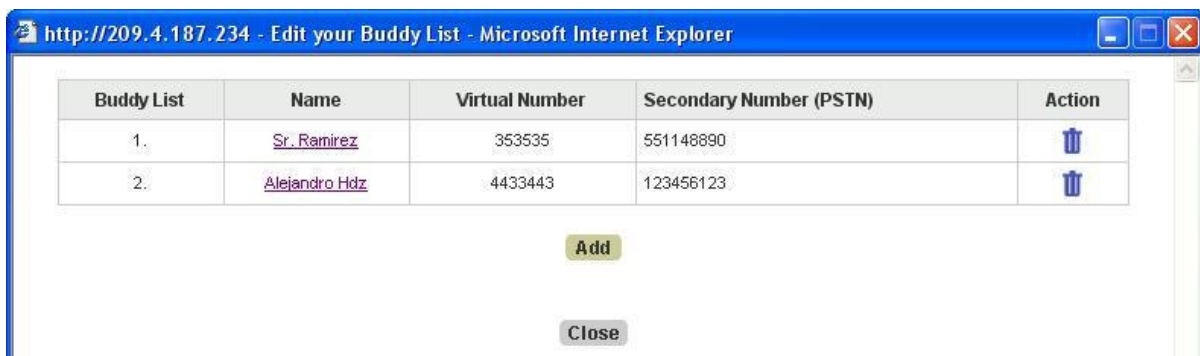 http://209.4.187.234 - Edit your Buddy List - Microsoft Internet Explorer
Buddy List Name Virtual Number Secondary Number (PSTN) Action
1. Sr. Ramirez 353535 551148890
2. Alejandro Hdz 4433443 123456123
Add
Close